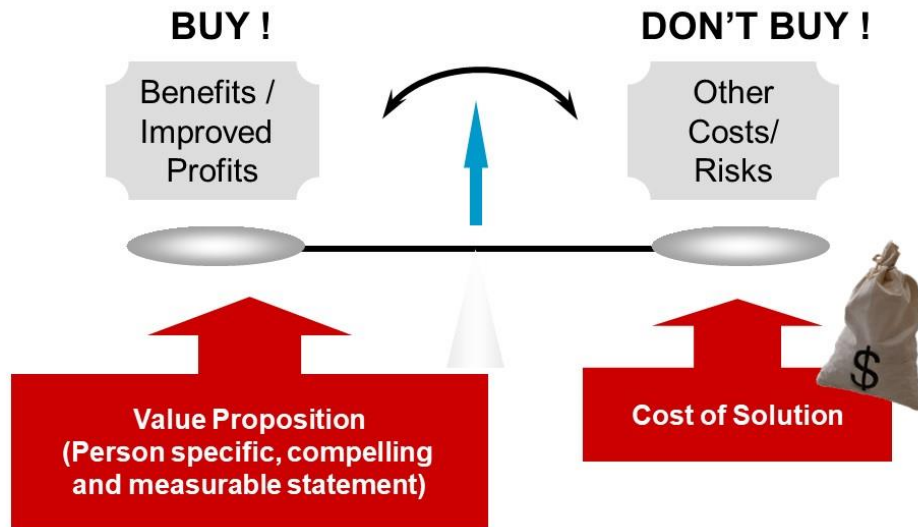 BUY !
DON’T BUY !
Benefits /
Improved
Profits
Other
Costs/
Risks
Value Proposition
(Person specific, compelling
and measurable statement)
Cost of Solution
$